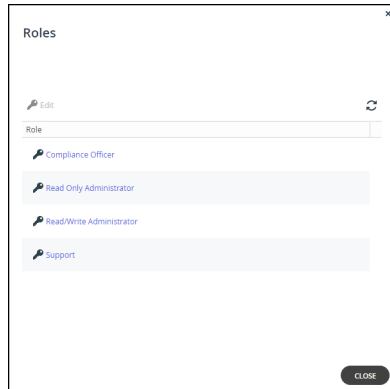 Roles
Edit
Role
Compliance Officer
Read Only Administrator
Read/Write Administrator
Support
CLOSE